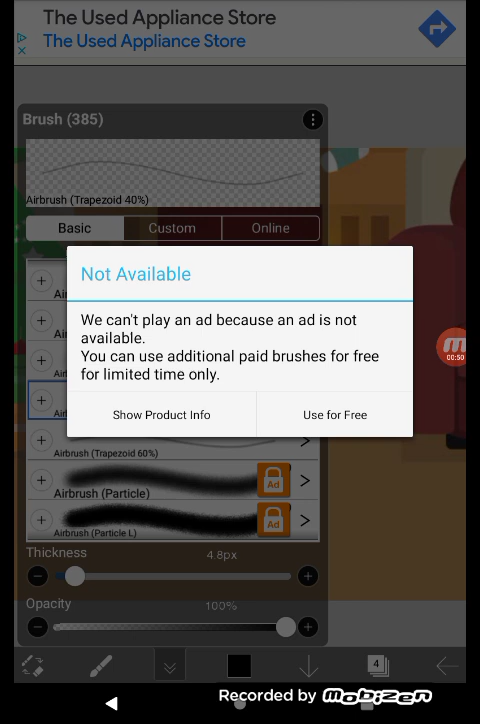 The Used Appliance Store
The Used Appliance Store
Brush (385)
Airbrush (Trapezoid 40%)
Basic
Custom
Online
Not Available
We can't play an ad because an ad is not
available.
You can use additional paid brushes for free
for limited time only.
Show Product Info
Use for Free
00:50
Airbrush (Trapezoid 60%)
Airbrush (Particle)
Ad
Airbrush (Particle L)
Ad
Thickness
4.8px
Opacity
100%
4
Recorded by Mobizen